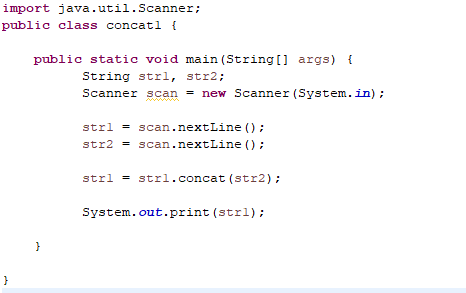 import java.util.Scanner;
public class concatl {
public static void main(String[] args) {
String str1, str2;
Scanner scan = new Scanner(System.in);
str1 = scan.nextLine();
str2 = scan.nextLine();
str1 = str1.concat(str2);
System.out.print(str1);
}
}